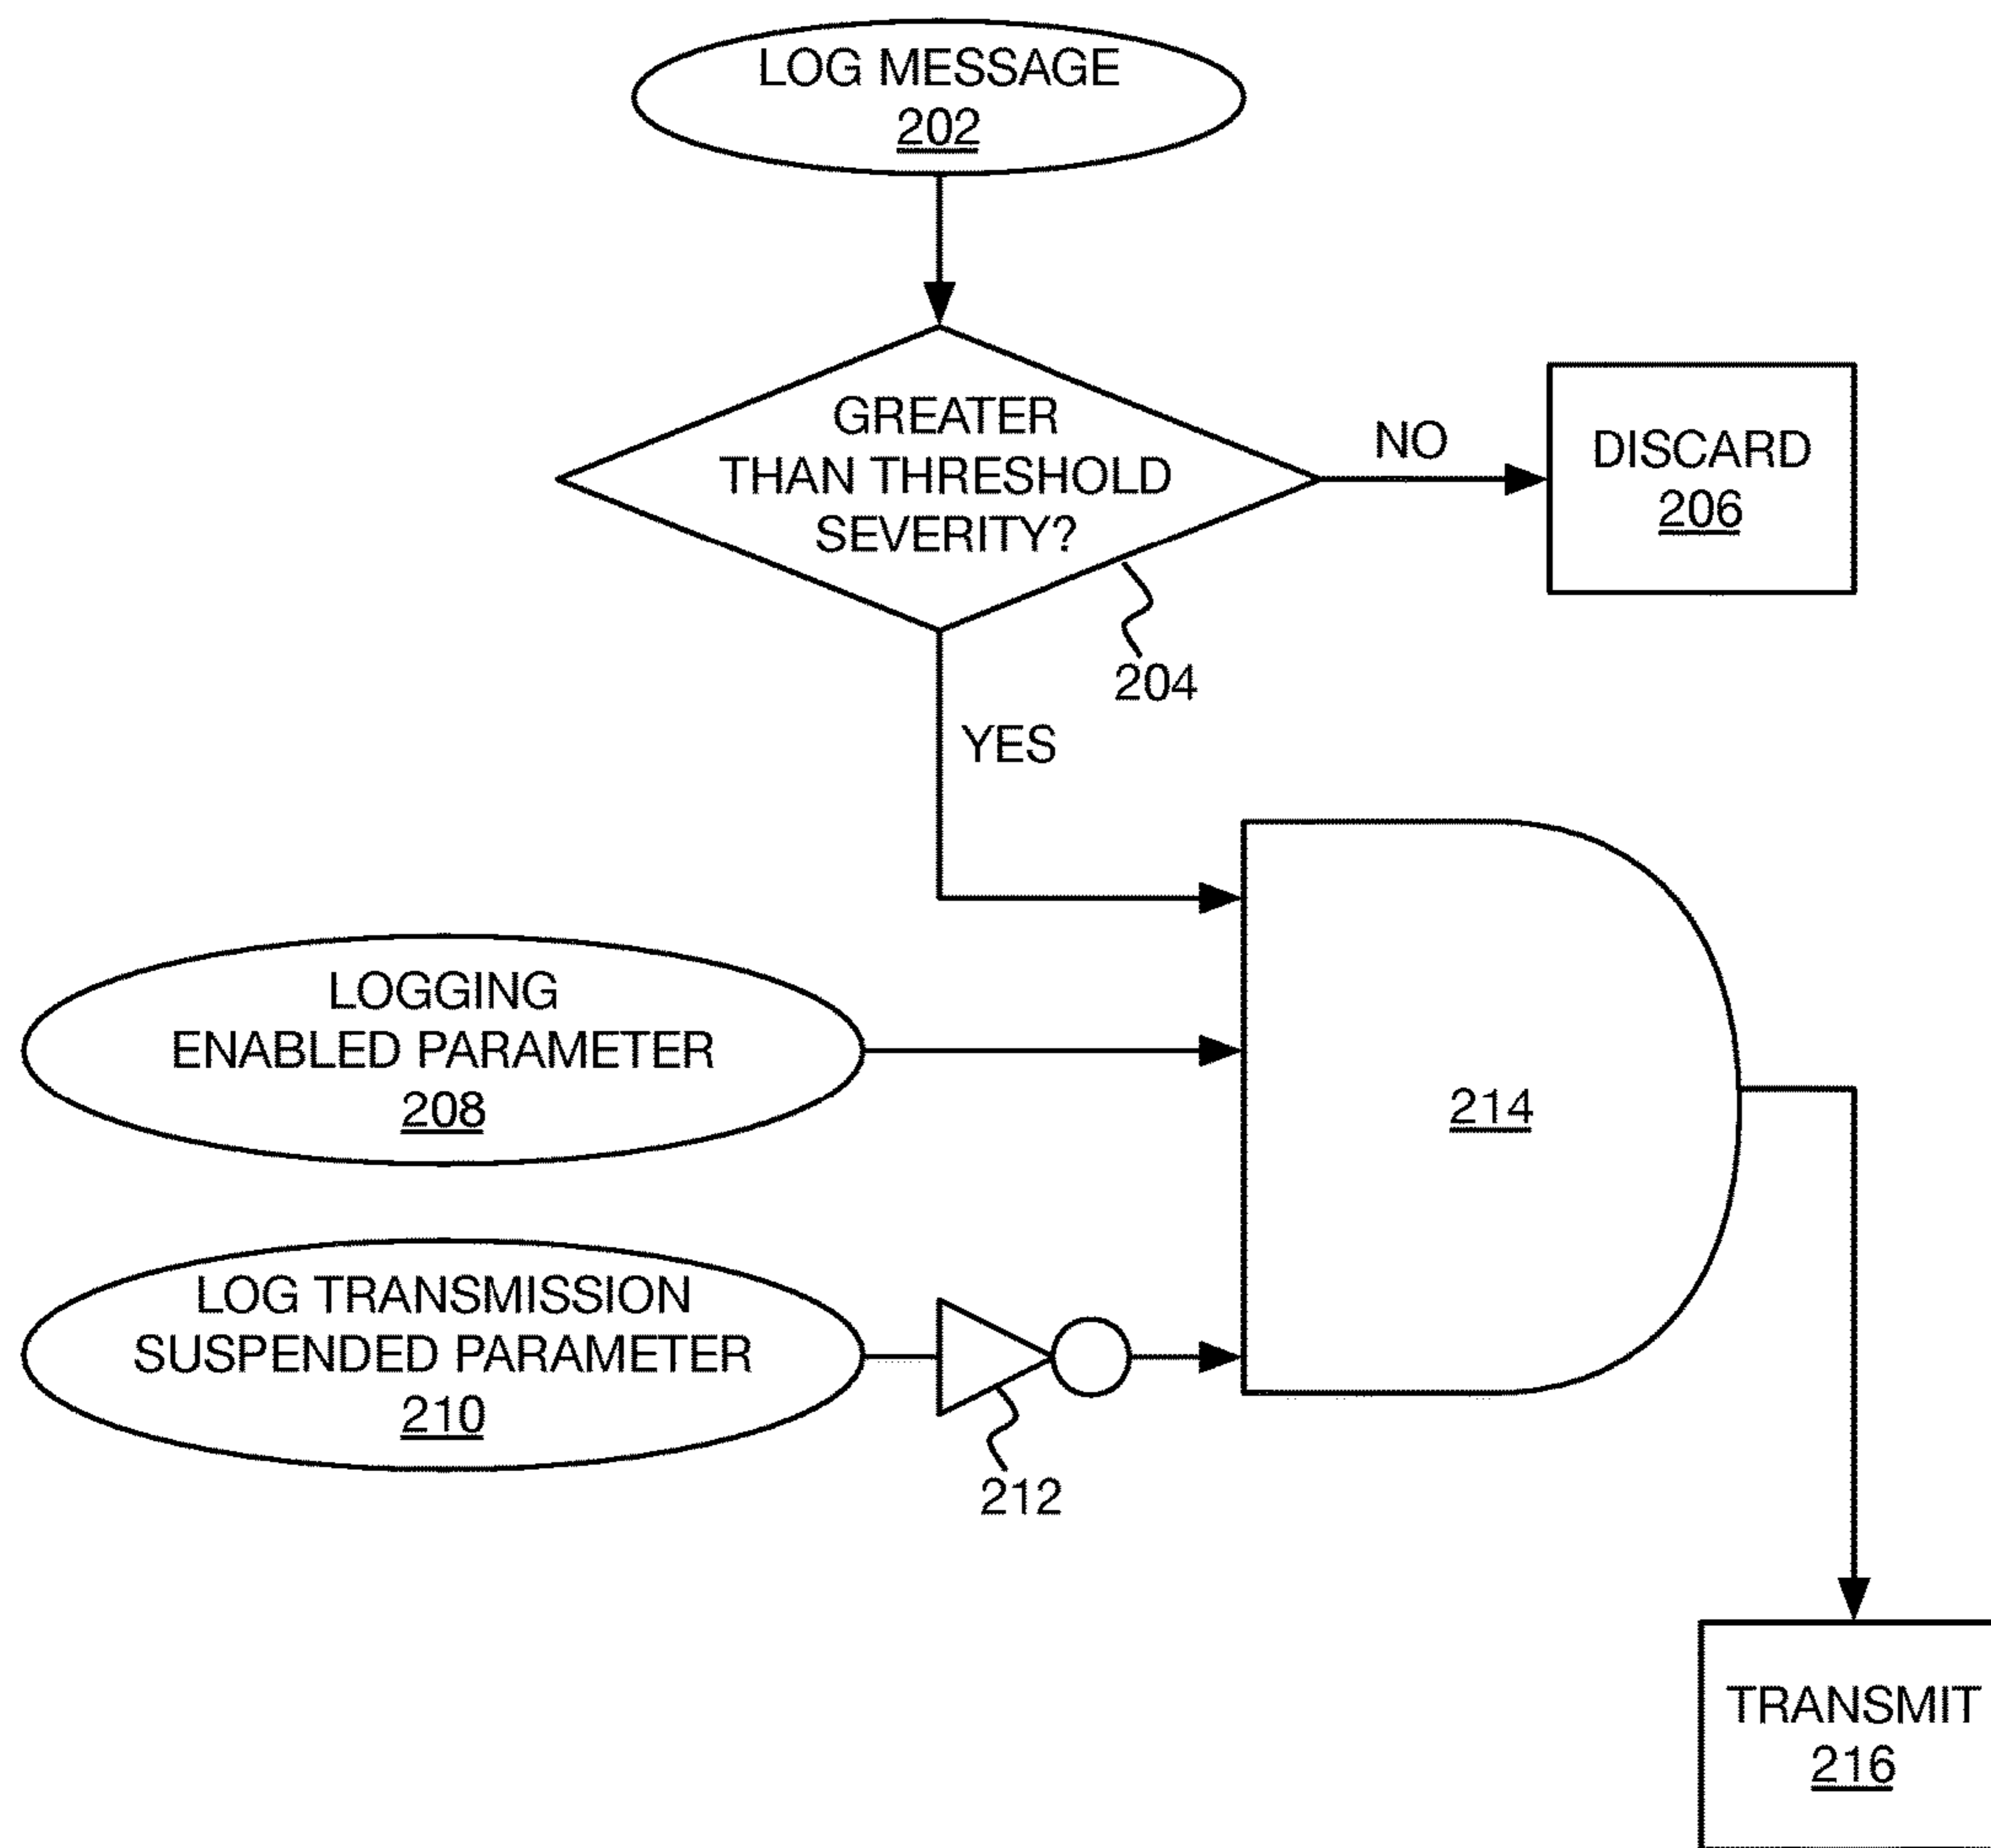 LOG MESSAGE
202
GREATER
THAN THRESHOLD
SEVERITY?
NO
DISCARD
206
204
YES
LOGGING
ENABLED PARAMETER
208
214
LOG TRANSMISSION
SUSPENDED PARAMETER
210
212
TRANSMIT
216